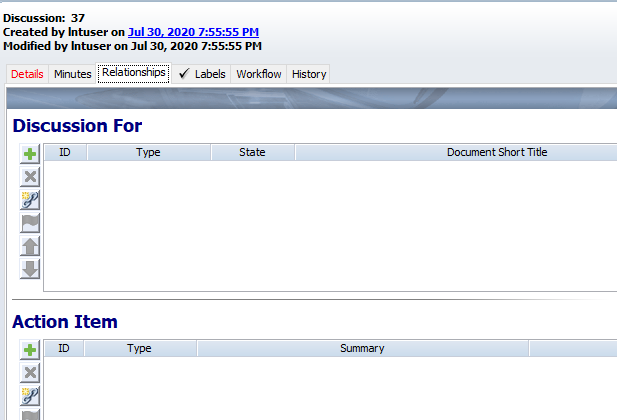 Discussion: 37
Created by lntuser on Jul 30, 2020 7:55:55 PM
Modified by lntuser on Jul 30, 2020 7:55:55 PM
Details Minutes Relationships Labels Workflow History
Discussion For
ID Type State Document Short Title
Action Item
ID Type Summary